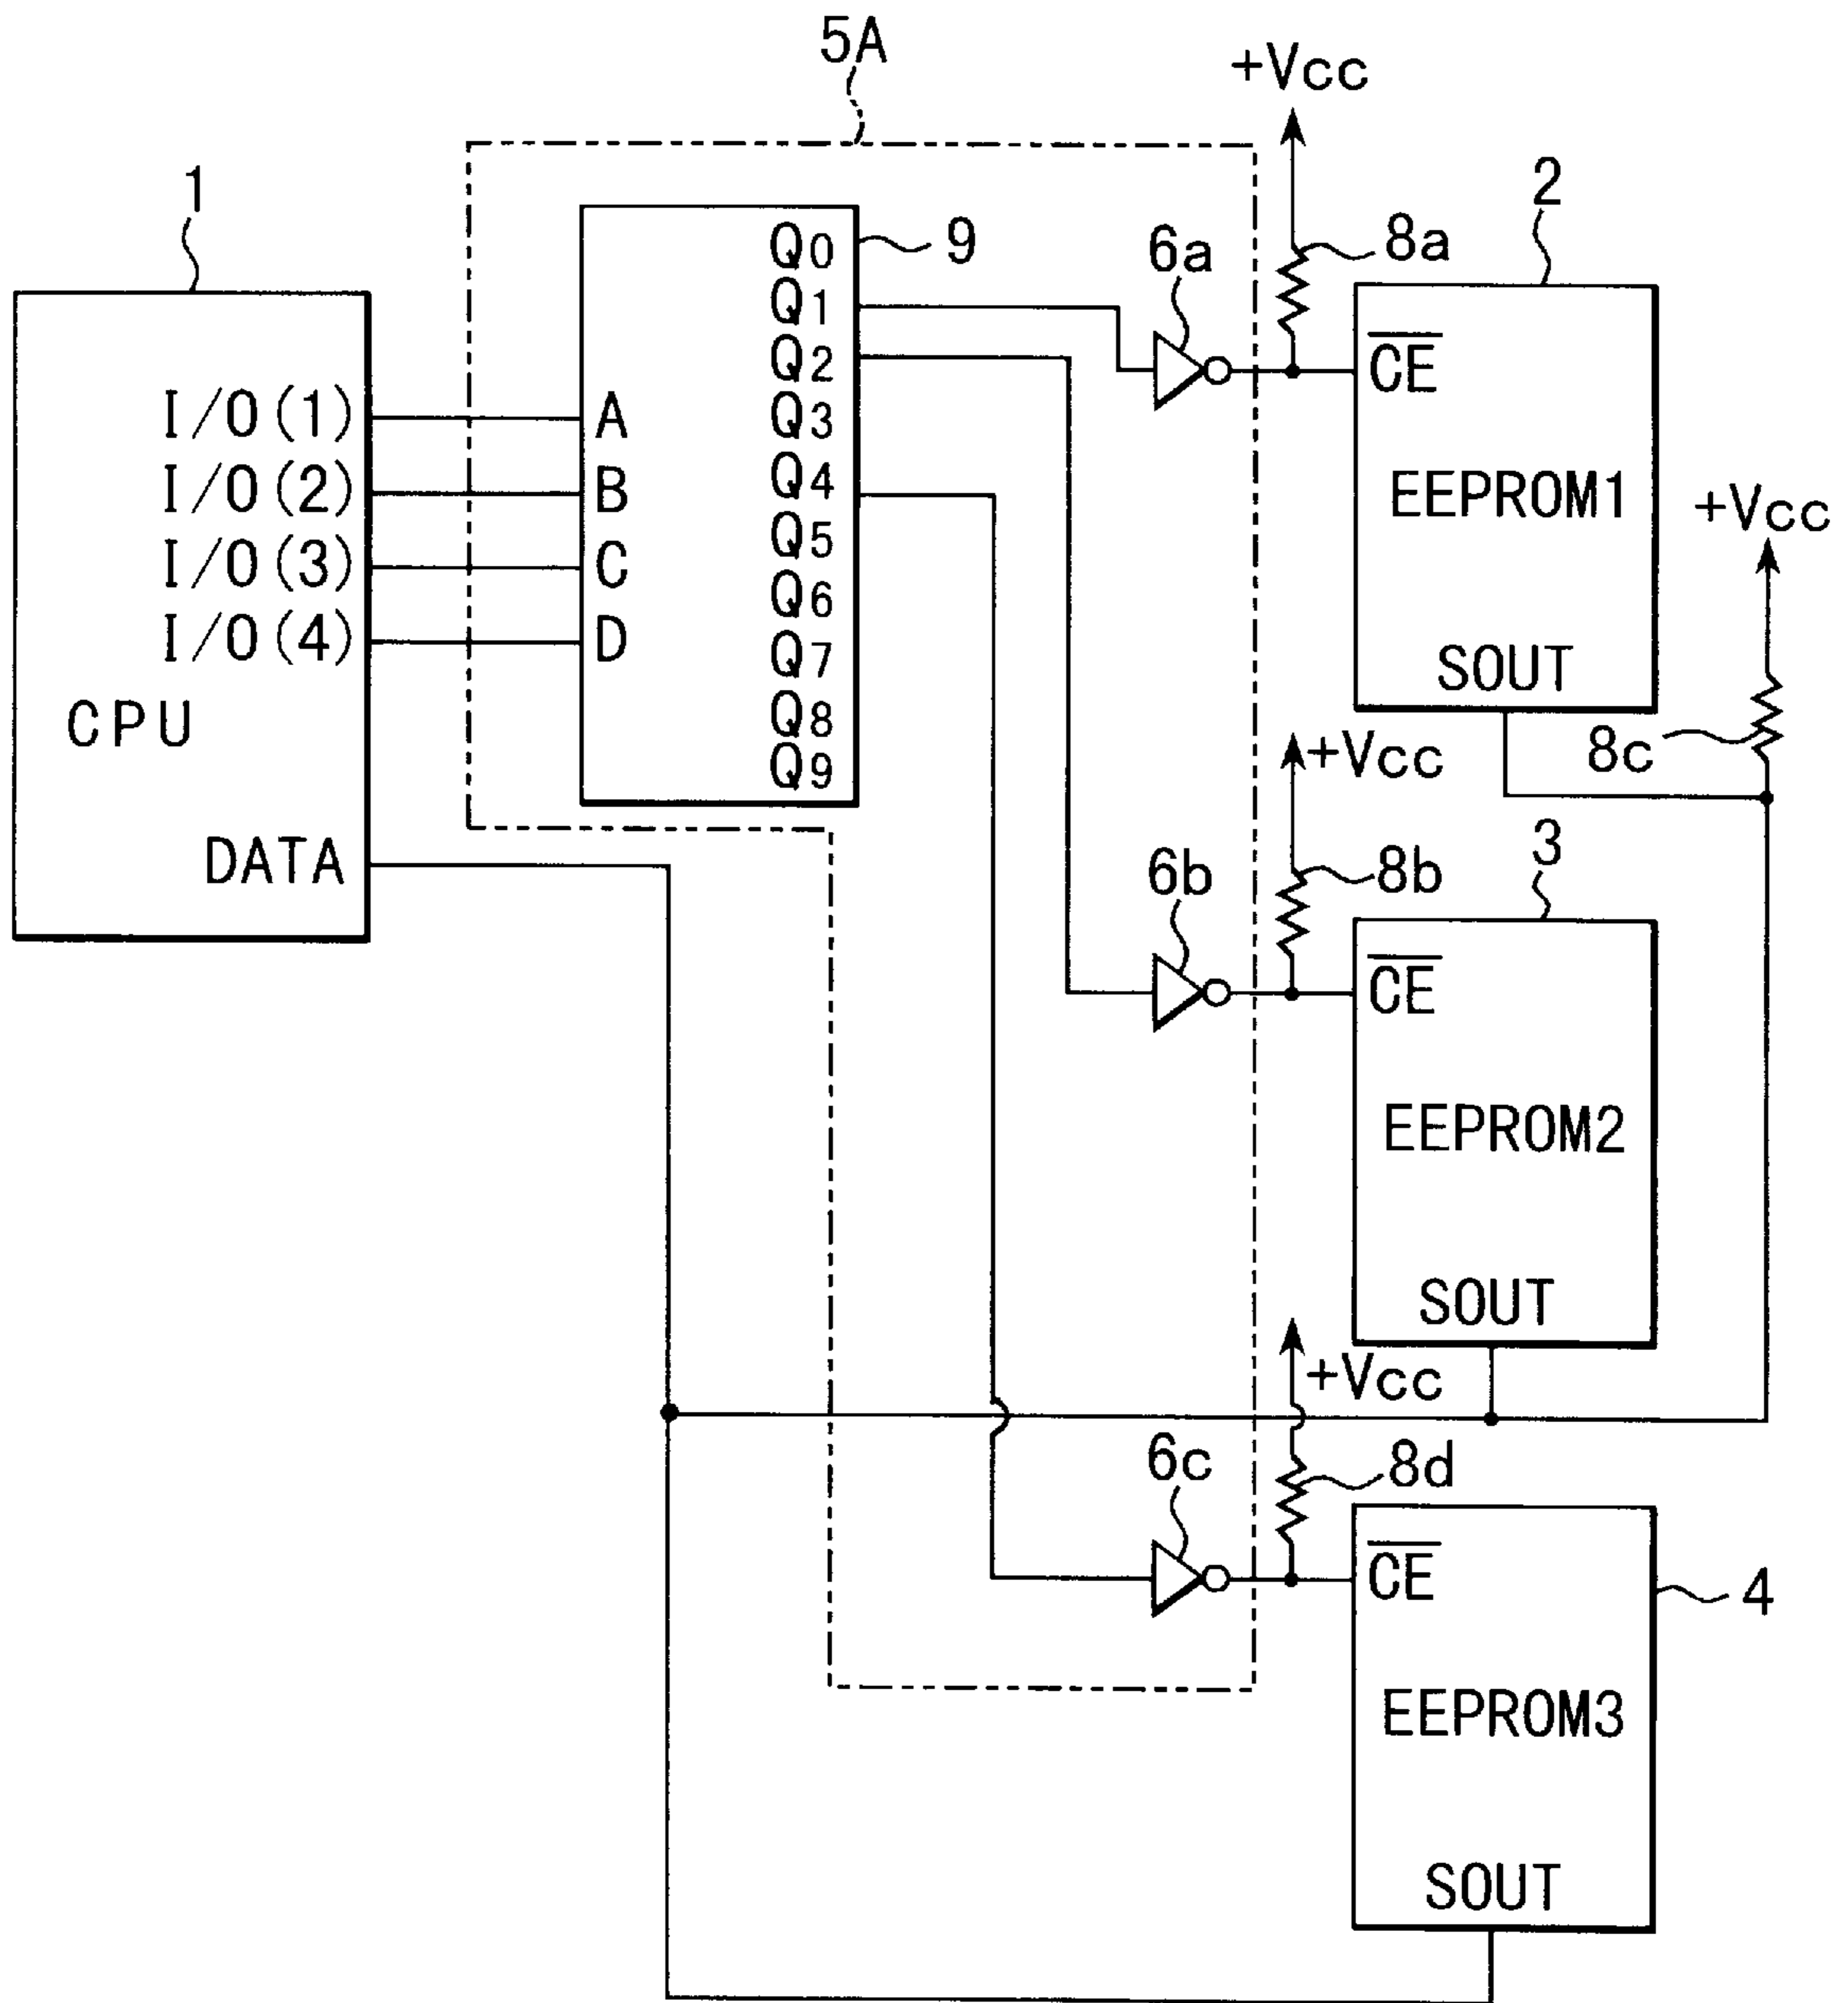 5A
+Vcc
1
2
Q0
9
6a
8a
Q1
Q2
CE
I/O(1)
A
Q3
I/O(2)
B
Q4
EEPROM1
+Vcc
Q5
I/O(3)
C
Q6
I/O(4)
D
Q7
SOUT
CPU
Q8
+Vcc
8c
Q9
DATA
6b
8b
3
CE
EEPROM2
SOUT
+Vcc
6c
8d
CE
4
EEPROM3
SOUT